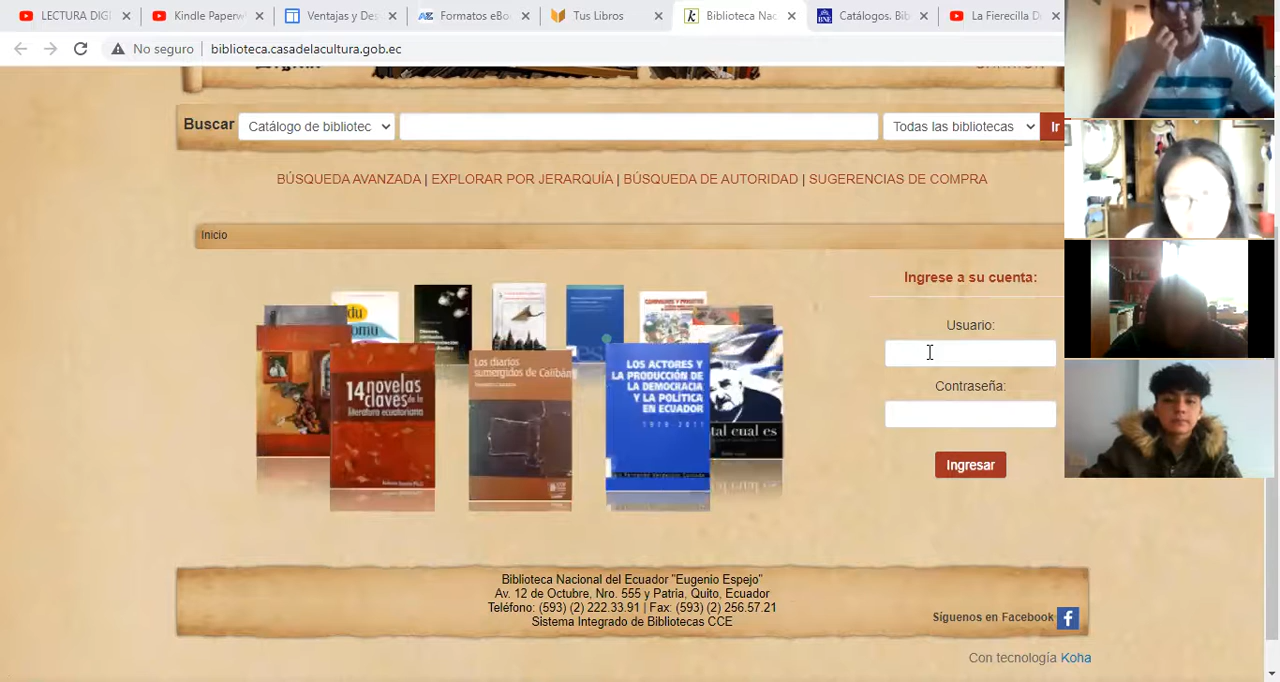 LECTURA DIGI
Kindle Paperw
Ventajas y Des
Formatos eBo
Tus Libros
Biblioteca Nac
Catálogos. Bib
La Fierecilla D
No seguro
biblioteca.casadelacultura.gob.ec
Buscar
Catálogo de bibliotec
Todas las bibliotecas
Ir
BÚSQUEDA AVANZADA | EXPLORAR POR JERARQUÍA | BÚSQUEDA DE AUTORIDAD | SUGERENCIAS DE COMPRA
Inicio
Ingrese a su cuenta:
Usuario:
Contraseña:
Ingresar
14 novelas
claves de la
literatura ecuatoriana
Los diarios
sumergidos de Calibán
LOS ACTORES Y
LA PRODUCCIÓN DE
LA DEMOCRACIA
Y LA POLÍTICA
EN ECUADOR
1979-2011
tal cual es
Biblioteca Nacional del Ecuador "Eugenio Espejo"
Av. 12 de Octubre, Nro. 555 y Patria, Quito, Ecuador
Teléfono: (593) (2) 222.33.91 | Fax: (593) (2) 256.57.21
Sistema Integrado de Bibliotecas CCE
Síguenos en Facebook
Con tecnología Koha